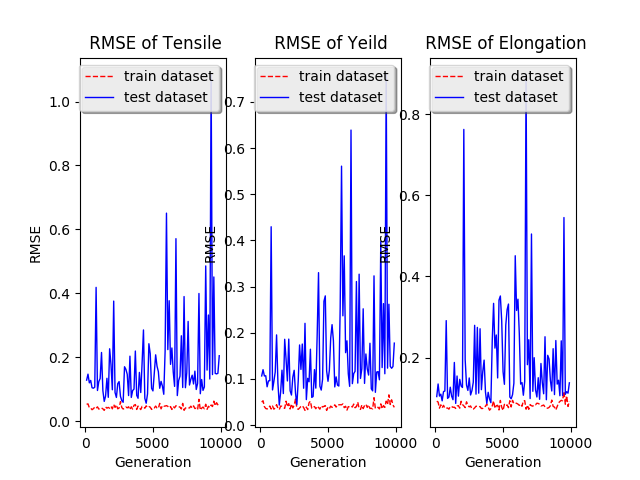 RMSE of Tensile
RMSE of Yeild
RMSE of Elongation
train dataset
test dataset
train dataset
test dataset
train dataset
test dataset
RMSE
1.0
0.8
0.6
0.4
0.2
0.0
0
5000
10000
Generation
RMSE
0.7
0.6
0.5
0.4
0.3
0.2
0.1
0.0
0
5000
10000
Generation
RMSE
0.8
0.4
0.2
0
5000
10000
Generation